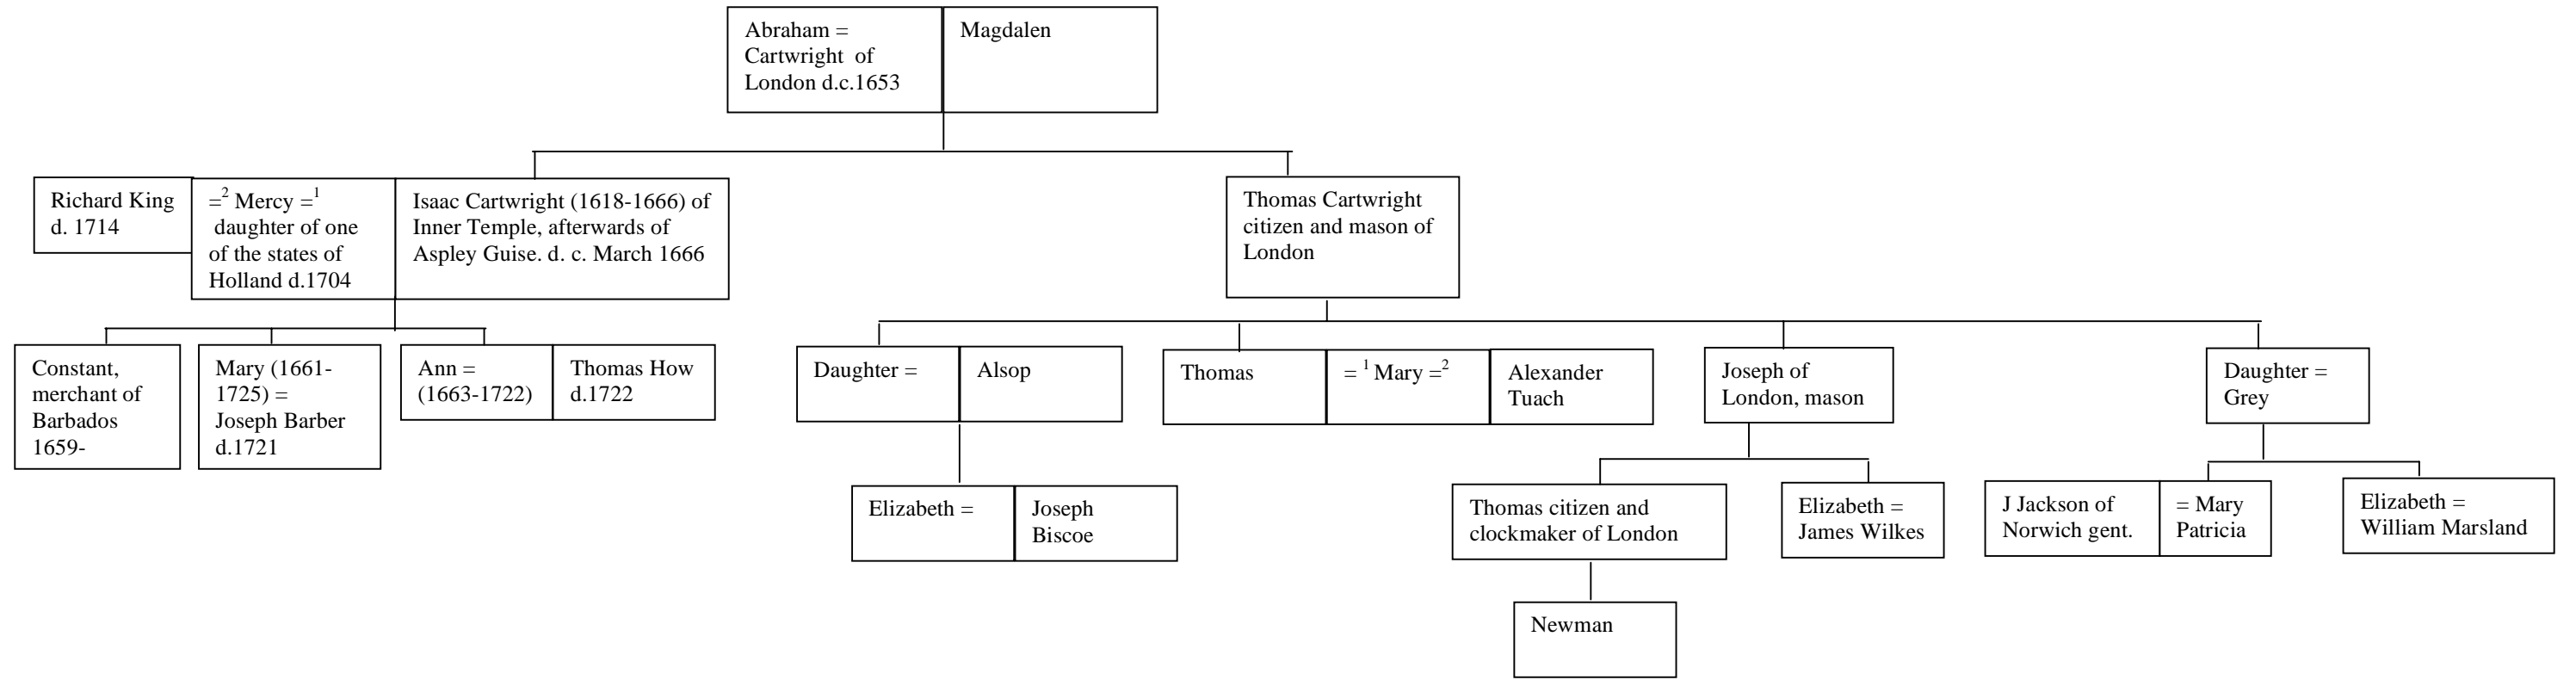 Abraham =
Cartwright  of
London d.c.1653
Magdalen
Richard King
d. 1714
=² Mercy =¹
daughter of one
of the states of
Holland d.1704
Isaac Cartwright (1618-1666) of
Inner Temple, afterwards of
Aspley Guise. d. c. March 1666
Thomas Cartwright
citizen and mason of
London
Constant,
merchant of
Barbados
1659-
Mary (1661-
1725) =
Joseph Barber
d.1721
Ann =
(1663-1722)
Thomas How
d.1722
Daughter =
Alsop
Thomas
= ¹ Mary =²
Alexander
Tuach
Joseph of
London, mason
Daughter =
Grey
Elizabeth =
Joseph
Biscoe
Thomas citizen and
clockmaker of London
Elizabeth =
James Wilkes
J Jackson of
Norwich gent.
= Mary
Patricia
Elizabeth =
William Marsland
Newman